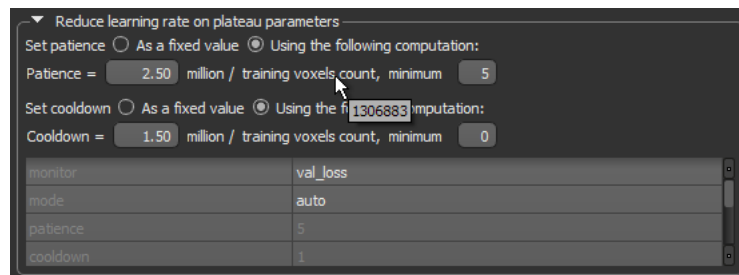 Reduce learning rate on plateau parameters
Set patience As a fixed value Using the following computation:
Patience = 2.50 million / training voxels count, minimum 5
1306883
Set cooldown As a fixed value Using the f mputation:
Cooldown = 1.50 million / training voxels count, minimum 0
monitor val_loss
mode auto
patience 5
cooldown 1